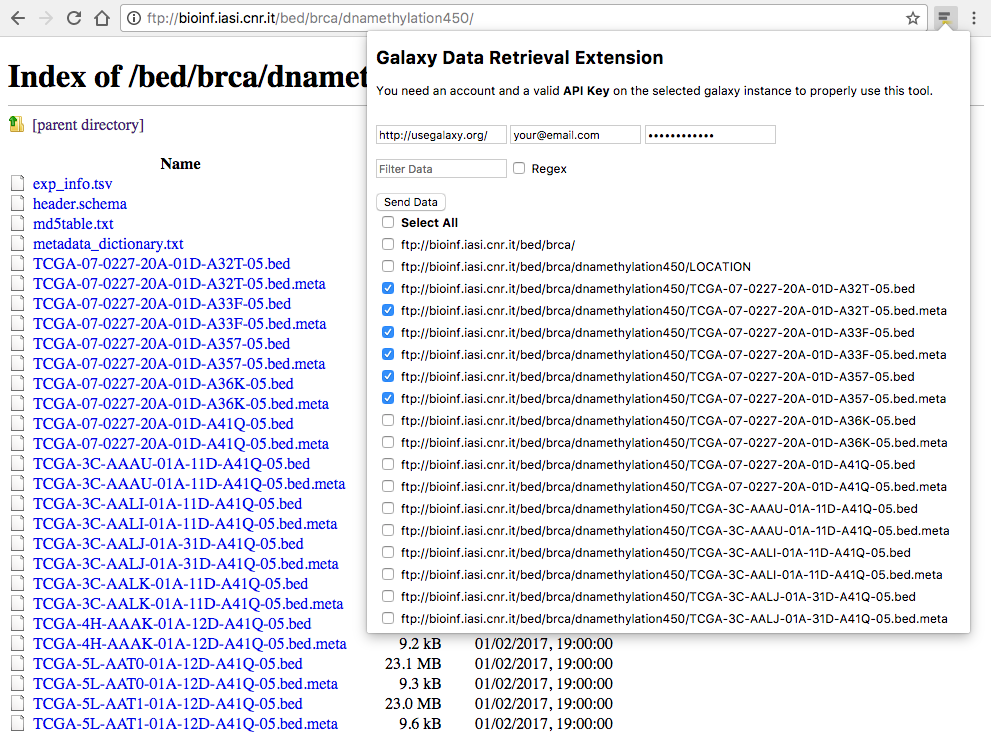 ftp://bioinf.iasi.cnr.it/bed/brca/dnamethylation450/
Index of /bed/brca/dnamet
[parent directory]
Name
exp_info.tsv
header.schema
md5table.txt
metadata_dictionary.txt
TCGA-07-0227-20A-01D-A32T-05.bed
TCGA-07-0227-20A-01D-A32T-05.bed.meta
TCGA-07-0227-20A-01D-A33F-05.bed
TCGA-07-0227-20A-01D-A33F-05.bed.meta
TCGA-07-0227-20A-01D-A357-05.bed
TCGA-07-0227-20A-01D-A357-05.bed.meta
TCGA-07-0227-20A-01D-A36K-05.bed
TCGA-07-0227-20A-01D-A36K-05.bed.meta
TCGA-07-0227-20A-01D-A41Q-05.bed
TCGA-07-0227-20A-01D-A41Q-05.bed.meta
TCGA-3C-AAAU-01A-11D-A41Q-05.bed
TCGA-3C-AAAU-01A-11D-A41Q-05.bed.meta
TCGA-3C-AALI-01A-11D-A41Q-05.bed
TCGA-3C-AALI-01A-11D-A41Q-05.bed.meta
TCGA-3C-AALJ-01A-31D-A41Q-05.bed
TCGA-3C-AALJ-01A-31D-A41Q-05.bed.meta
TCGA-3C-AALK-01A-11D-A41Q-05.bed
TCGA-3C-AALK-01A-11D-A41Q-05.bed.meta
TCGA-4H-AAAK-01A-12D-A41Q-05.bed
TCGA-4H-AAAK-01A-12D-A41Q-05.bed.meta 9.2 kB 01/02/2017, 19:00:00
TCGA-5L-AAT0-01A-12D-A41Q-05.bed 23.1 MB 01/02/2017, 19:00:00
TCGA-5L-AAT0-01A-12D-A41Q-05.bed.meta 9.3 kB 01/02/2017, 19:00:00
TCGA-5L-AAT1-01A-12D-A41Q-05.bed 23.0 MB 01/02/2017, 19:00:00
TCGA-5L-AAT1-01A-12D-A41Q-05.bed.meta 9.6 kB 01/02/2017, 19:00:00
Galaxy Data Retrieval Extension
You need an account and a valid API Key on the selected galaxy instance to properly use this tool.
http://usegalaxy.org/ your@email.com ••••••••••••
Filter Data Regex
Send Data
Select All
ftp://bioinf.iasi.cnr.it/bed/brca/
ftp://bioinf.iasi.cnr.it/bed/brca/dnamethylation450/LOCATION
ftp://bioinf.iasi.cnr.it/bed/brca/dnamethylation450/TCGA-07-0227-20A-01D-A32T-05.bed
ftp://bioinf.iasi.cnr.it/bed/brca/dnamethylation450/TCGA-07-0227-20A-01D-A32T-05.bed.meta
ftp://bioinf.iasi.cnr.it/bed/brca/dnamethylation450/TCGA-07-0227-20A-01D-A33F-05.bed
ftp://bioinf.iasi.cnr.it/bed/brca/dnamethylation450/TCGA-07-0227-20A-01D-A33F-05.bed.meta
ftp://bioinf.iasi.cnr.it/bed/brca/dnamethylation450/TCGA-07-0227-20A-01D-A357-05.bed
ftp://bioinf.iasi.cnr.it/bed/brca/dnamethylation450/TCGA-07-0227-20A-01D-A357-05.bed.meta
ftp://bioinf.iasi.cnr.it/bed/brca/dnamethylation450/TCGA-07-0227-20A-01D-A36K-05.bed
ftp://bioinf.iasi.cnr.it/bed/brca/dnamethylation450/TCGA-07-0227-20A-01D-A36K-05.bed.meta
ftp://bioinf.iasi.cnr.it/bed/brca/dnamethylation450/TCGA-07-0227-20A-01D-A41Q-05.bed
ftp://bioinf.iasi.cnr.it/bed/brca/dnamethylation450/TCGA-07-0227-20A-01D-A41Q-05.bed.meta
ftp://bioinf.iasi.cnr.it/bed/brca/dnamethylation450/TCGA-3C-AAAU-01A-11D-A41Q-05.bed
ftp://bioinf.iasi.cnr.it/bed/brca/dnamethylation450/TCGA-3C-AAAU-01A-11D-A41Q-05.bed.meta
ftp://bioinf.iasi.cnr.it/bed/brca/dnamethylation450/TCGA-3C-AALI-01A-11D-A41Q-05.bed
ftp://bioinf.iasi.cnr.it/bed/brca/dnamethylation450/TCGA-3C-AALI-01A-11D-A41Q-05.bed.meta
ftp://bioinf.iasi.cnr.it/bed/brca/dnamethylation450/TCGA-3C-AALJ-01A-31D-A41Q-05.bed
ftp://bioinf.iasi.cnr.it/bed/brca/dnamethylation450/TCGA-3C-AALJ-01A-31D-A41Q-05.bed.meta